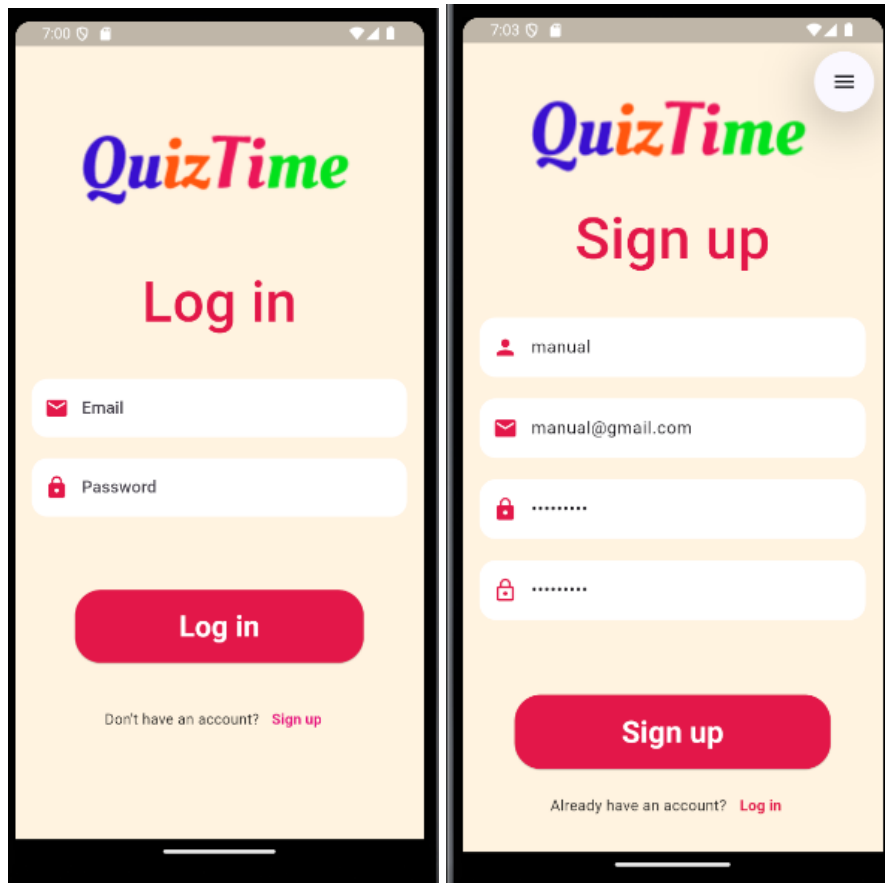 7:00
QuizTime
Log in
Email
Password
Log in
Don't have an account? Sign up
7:03
QuizTime
Sign up
manual
manual@gmail.com
•••••••••
•••••••••
Sign up
Already have an account? Log in